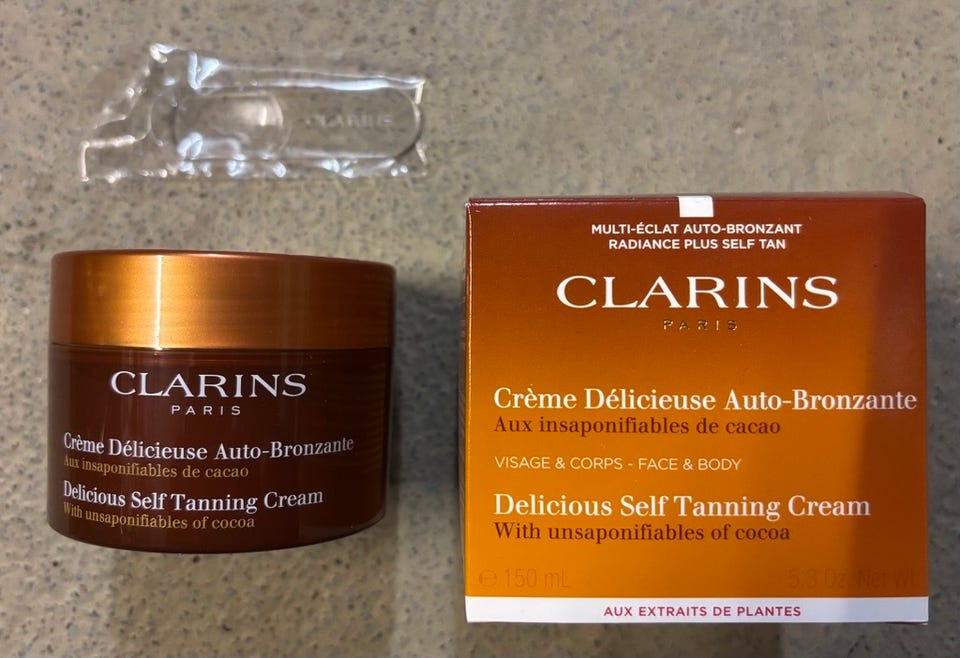 CLARINS
CLARINS
PARIS
Crème Délicieuse Auto-Bronzante
Aux insaponifiables de cacao
Delicious Self Tanning Cream
With unsaponifiables of cocoa
MULTI-ÉCLAT AUTO-BRONZANT
RADIANCE PLUS SELF TAN
CLARINS
PARIS
Crème Délicieuse Auto-Bronzante
Aux insaponifiables de cacao
VISAGE & CORPS - FACE & BODY
Delicious Self Tanning Cream
With unsaponifiables of cocoa
℮ 150 mL 5.3 Oz. Net Wt.
AUX EXTRAITS DE PLANTES